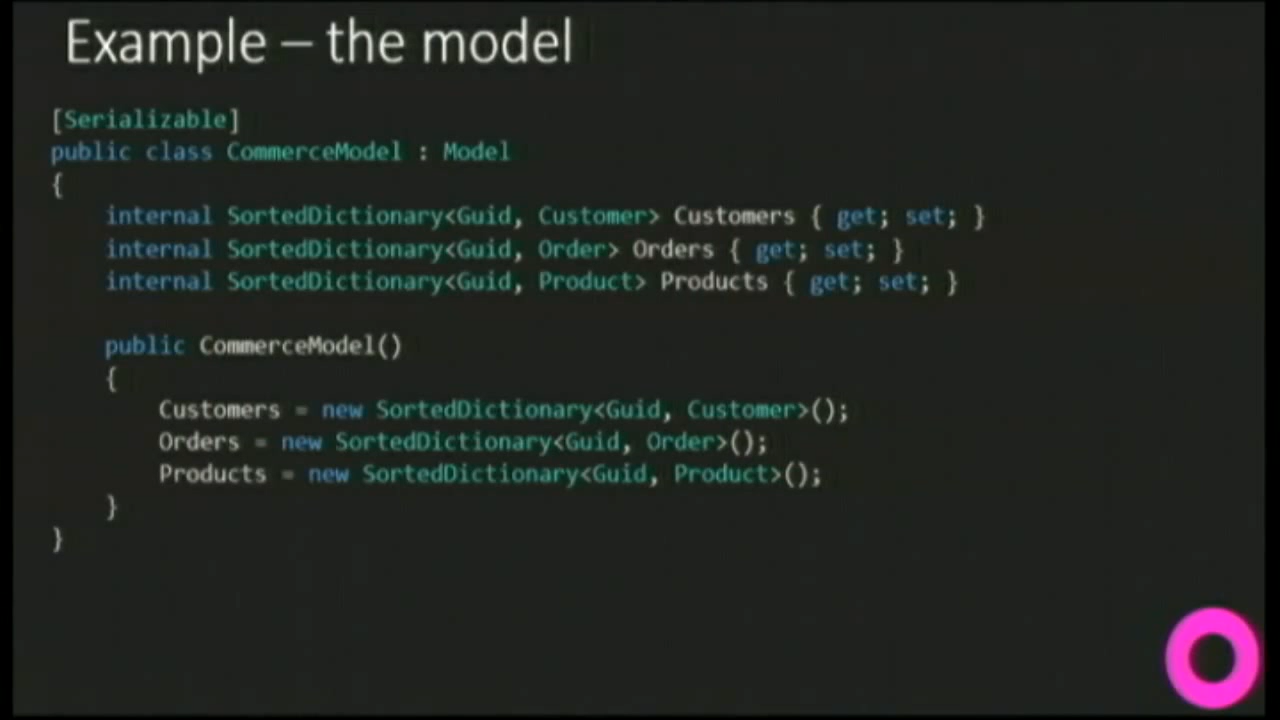 Example – the model
[Serializable]
public class CommerceModel : Model
{
internal SortedDictionary<Guid, Customer> Customers { get; set; }
internal SortedDictionary<Guid, Order> Orders { get; set; }
internal SortedDictionary<Guid, Product> Products { get; set; }
public CommerceModel()
{
Customers = new SortedDictionary<Guid, Customer>();
Orders = new SortedDictionary<Guid, Order>();
Products = new SortedDictionary<Guid, Product>();
}
}